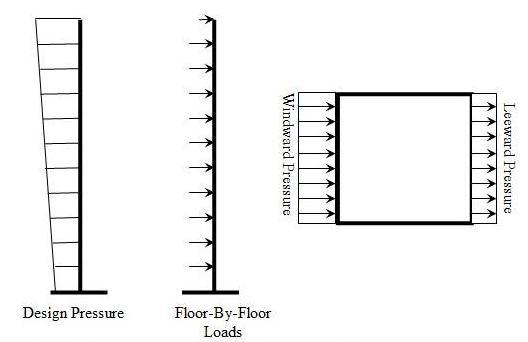 Windward Pressure
Leeward Pressure
Design Pressure
Floor-By-Floor
Loads